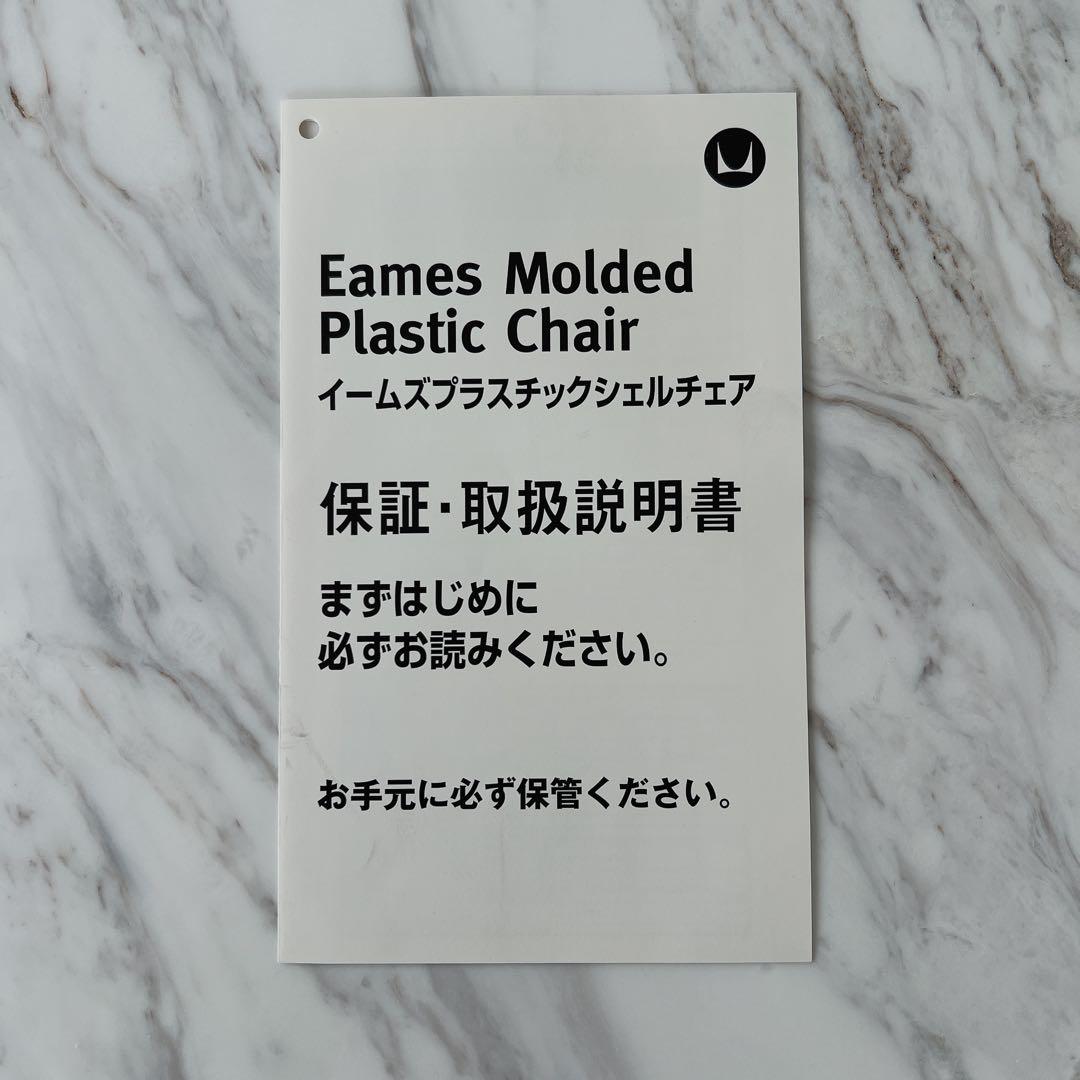 Eames Molded
Plastic Chair
イームズプラスチックシェルチェア
保証・取扱説明書
まずはじめに
必ずお読みください。
お手元に必ず保管ください。